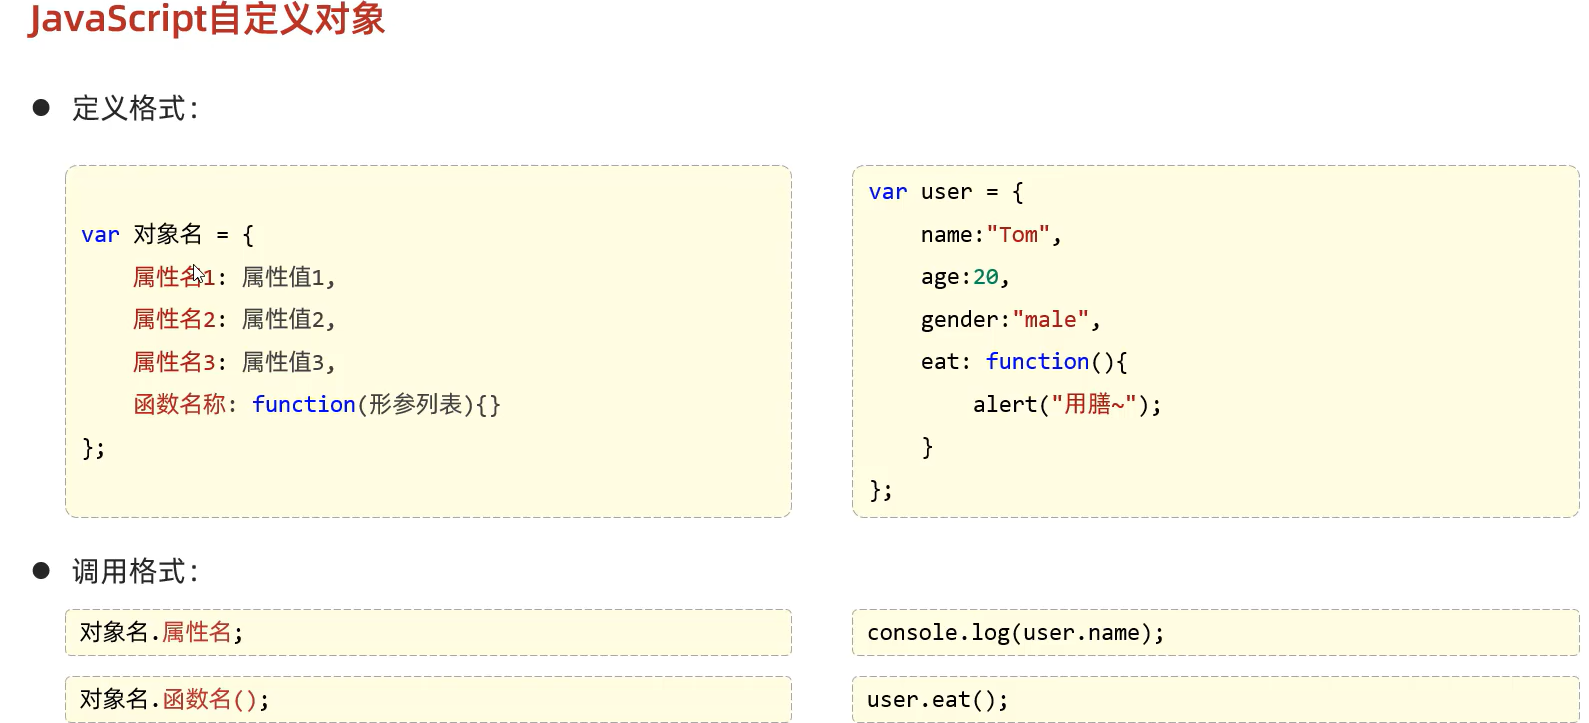 JavaScript自定义对象
定义格式：
var 对象名 = {
属性名1: 属性值1,
属性名2: 属性值2,
属性名3: 属性值3,
函数名称: function(形参列表){}
};
var user = {
name:"Tom",
age:20,
gender:"male",
eat: function(){
alert("用膳~");
}
};
调用格式：
对象名.属性名;
console.log(user.name);
对象名.函数名();
user.eat();